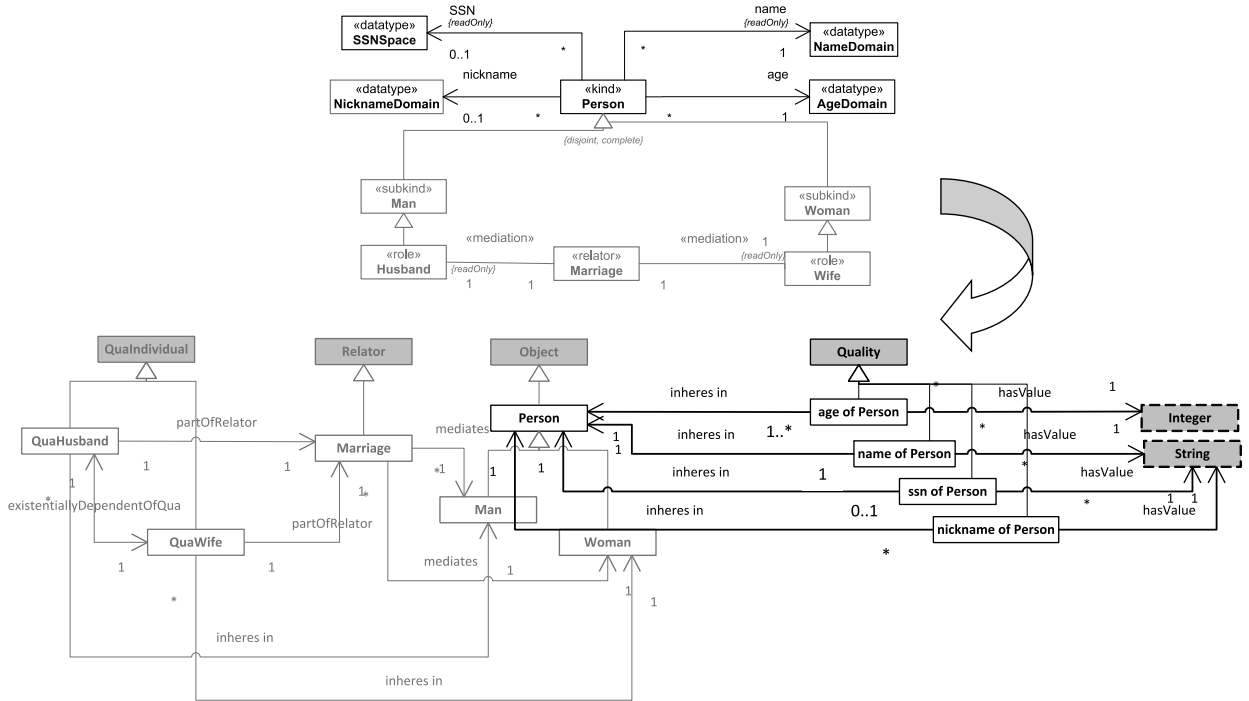 SSN
{readOnly}
name
{readOnly}
«datatype»
SSNSpace
«datatype»
NameDomain
0..1
*
*
1
nickname
age
«datatype»
NicknameDomain
«kind»
Person
«datatype»
AgeDomain
0..1
*
*
1
{disjoint, complete}
«subkind»
Man
«subkind»
Woman
«mediation»
«mediation»
1
«role»
Husband
{readOnly}
«relator»
Marriage
{readOnly}
«role»
Wife
1
1
1
QuaIndividual
Relator
Object
Quality
*
inheres in
hasValue
1
age of Person
Person
Integer
partOfRelator
mediates
1
1..*
*
1
QuaHusband
inheres in
hasValue
Marriage
1
name of Person
String
1
1
*
1
1
1
inheres in
1
*
hasValue
1
1
ssn of Person
*
*
existentiallyDependentOfQua
*
1 1
Man
inheres in
0..1
hasValue
partOfRelator
nickname of Person
QuaWife
Woman
*
mediates
1
1
1
1
1
*
inheres in
inheres in